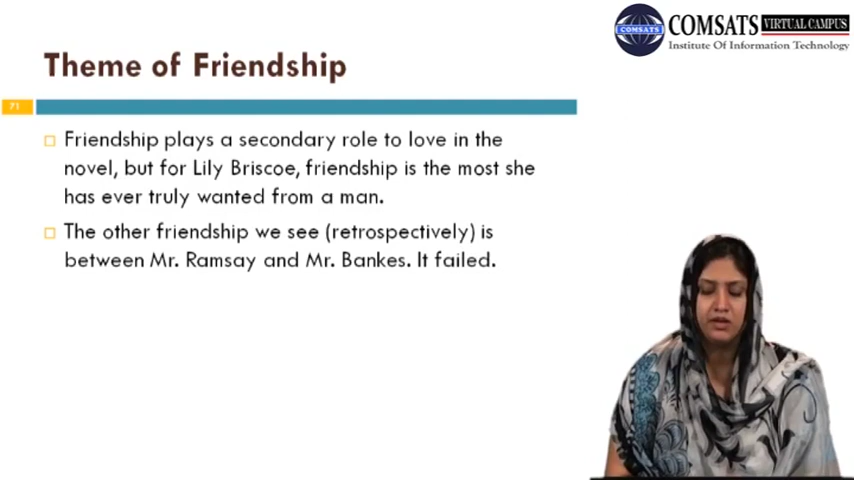 COMSATS VIRTUAL CAMPUS
Institute Of Information Technology
COMSATS
Theme of Friendship
71
Friendship plays a secondary role to love in the
novel, but for Lily Briscoe, friendship is the most she
has ever truly wanted from a man.
The other friendship we see (retrospectively) is
between Mr. Ramsay and Mr. Bankes. It failed.